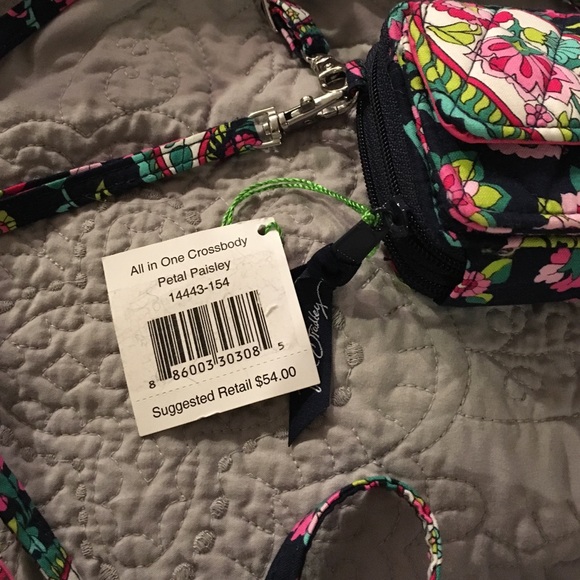 All in One Crossbody
Petal Paisley
14443-154
8 86003 30308 5
Suggested Retail $54.00